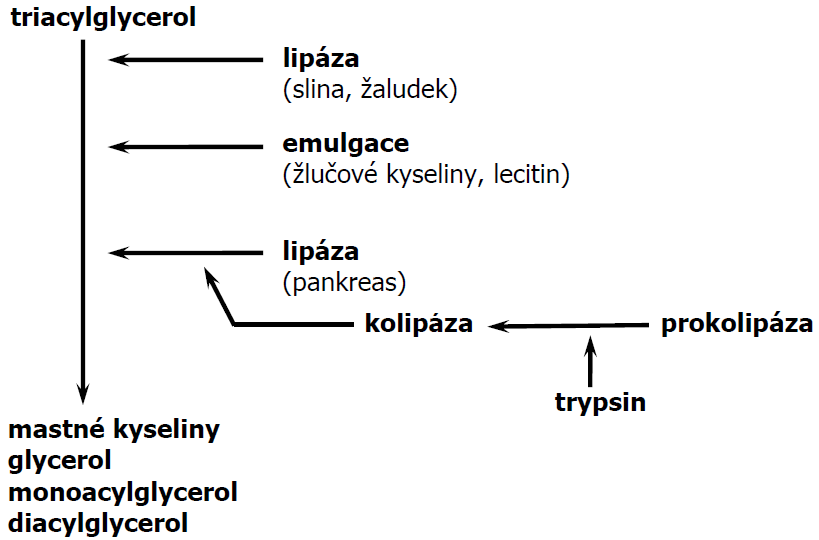 triacylglycerol
lipáza
(slina, žaludek)
emulgace
(žlučové kyseliny, lecitin)
lipáza
(pankreas)
kolipáza
prokolipáza
trypsin
mastné kyseliny
glycerol
monoacylglycerol
diacylglycerol